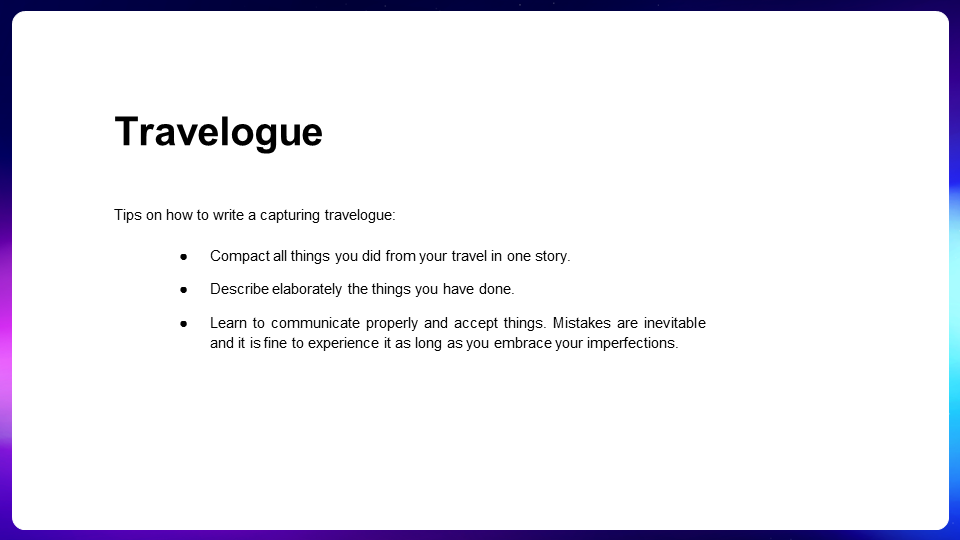 Travelogue
Tips on how to write a capturing travelogue:
● Compact all things you did from your travel in one story.
● Describe elaborately the things you have done.
● Learn to communicate properly and accept things. Mistakes are inevitable
and it is fine to experience it as long as you embrace your imperfections.